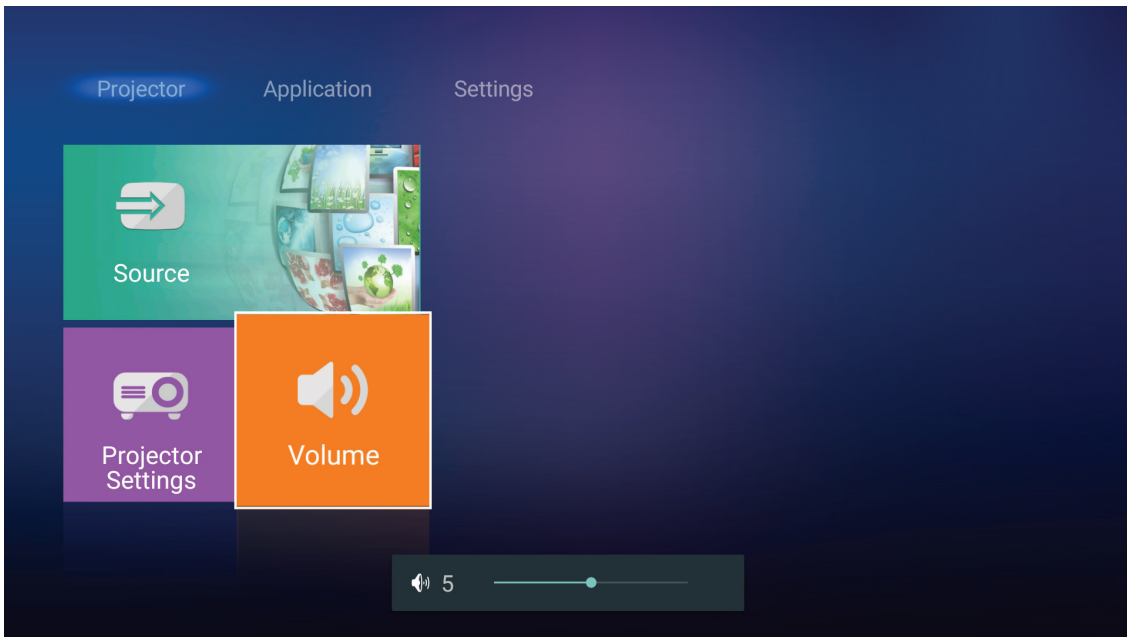 Projector Application Settings
Source
Projector
Settings
Volume
5